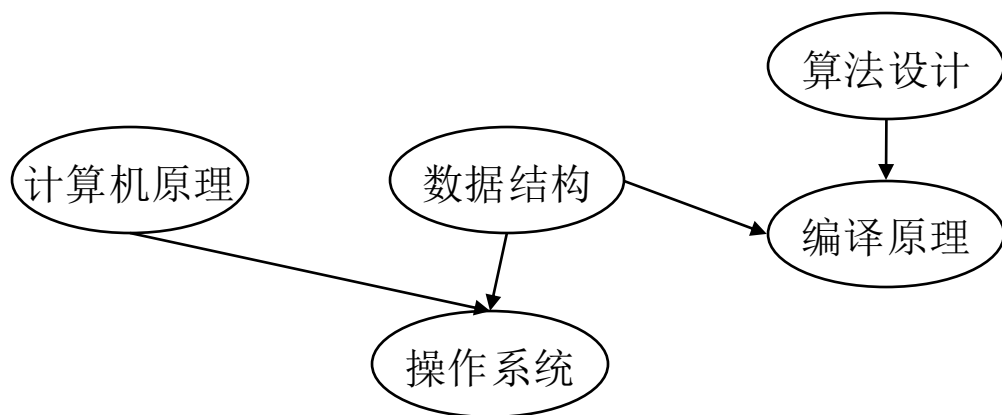 算法设计
计算机原理
数据结构
编译原理
操作系统